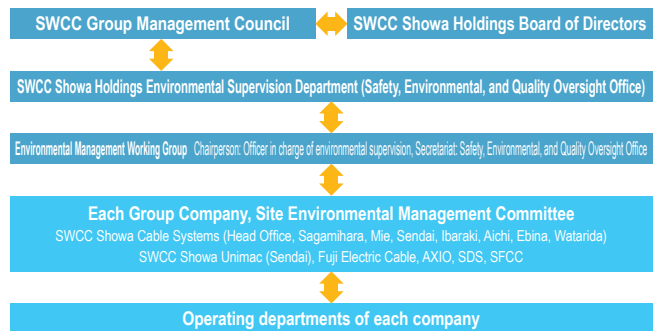 SWCC Group Management Council
SWCC Showa Holdings Board of Directors
SWCC Showa Holdings Environmental Supervision Department (Safety, Environmental, and Quality Oversight Office)
Environmental Management Working Group Chairperson: Officer in charge of environmental supervision, Secretariat: Safety, Environmental, and Quality Oversight Office
Each Group Company, Site Environmental Management Committee
SWCC Showa Cable Systems (Head Office, Sagamihara, Mie, Sendai, Ibaraki, Aichi, Ebina, Watarida)
SWCC Showa Unimac (Sendai), Fuji Electric Cable, AXIO, SDS, SFCC
Operating departments of each company